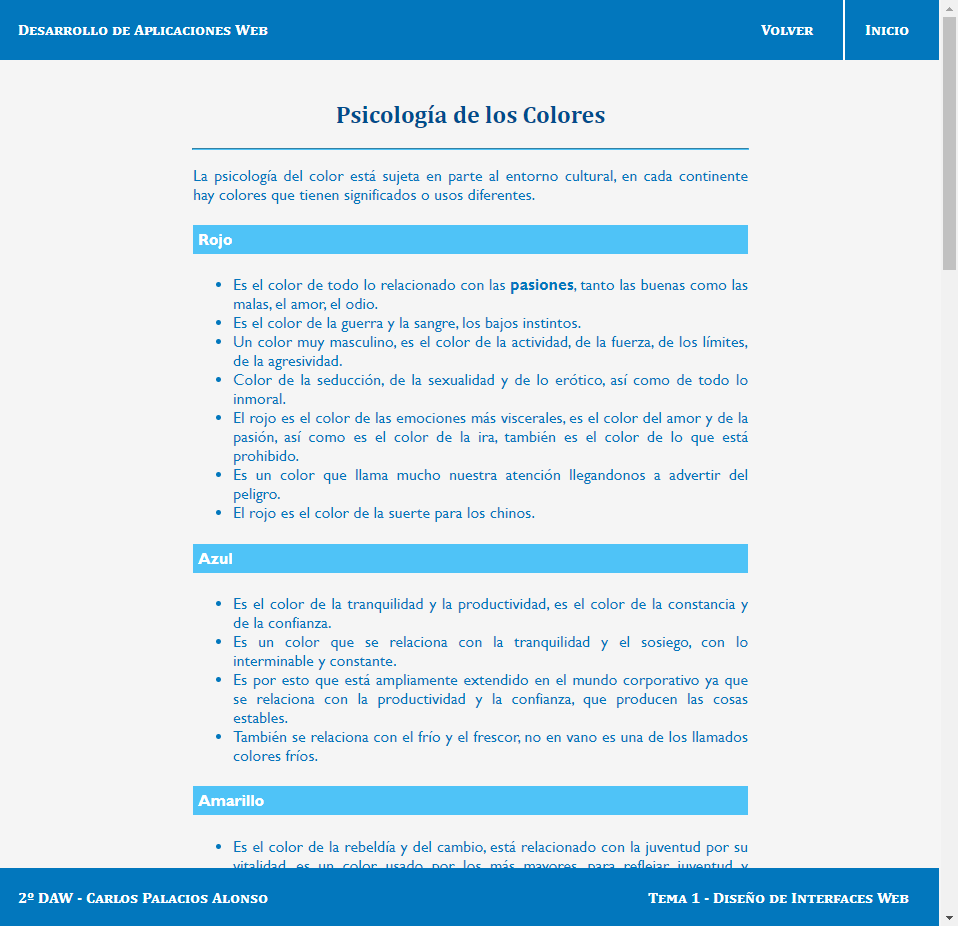 Desarrollo de Aplicaciones Web
Volver
Inicio
Psicología de los Colores
La psicología del color está sujeta en parte al entorno cultural, en cada continente
hay colores que tienen significados o usos diferentes.
Rojo
• Es el color de todo lo relacionado con las pasiones, tanto las buenas como las
malas, el amor, el odio.
• Es el color de la guerra y la sangre, los bajos instintos.
• Un color muy masculino, es el color de la actividad, de la fuerza, de los límites,
de la agresividad.
• Color de la seducción, de la sexualidad y de lo erótico, así como de todo lo
inmoral.
• El rojo es el color de las emociones más viscerales, es el color del amor y de la
pasión, así como es el color de la ira, también es el color de lo que está
prohibido.
• Es un color que llama mucho nuestra atención llegandonos a advertir del
peligro.
• El rojo es el color de la suerte para los chinos.
Azul
• Es el color de la tranquilidad y la productividad, es el color de la constancia y
de la confianza.
• Es un color que se relaciona con la tranquilidad y el sosiego, con lo
interminable y constante.
• Es por esto que está ampliamente extendido en el mundo corporativo ya que
se relaciona con la productividad y la confianza, que producen las cosas
estables.
• También se relaciona con el frío y el frescor, no en vano es una de los llamados
colores fríos.
Amarillo
• Es el color de la rebeldía y del cambio, está relacionado con la juventud por su
vitalidad, es un color usado por los más mayores, para reflejar juventud y
2º DAW - Carlos Palacios Alonso
Tema 1 - Diseño de Interfaces Web